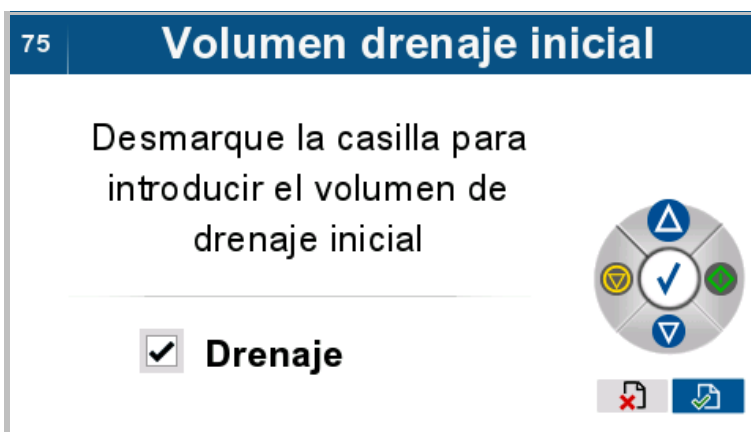 75
Volumen drenaje inicial
Desmarque la casilla para
introducir el volumen de
drenaje inicial
Drenaje